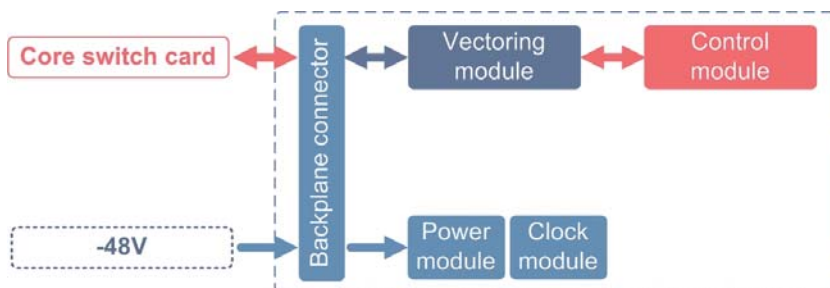 Core switch card
Backplane connector
Vectoring
module
Control
module
-48V
Power
module
Clock
module